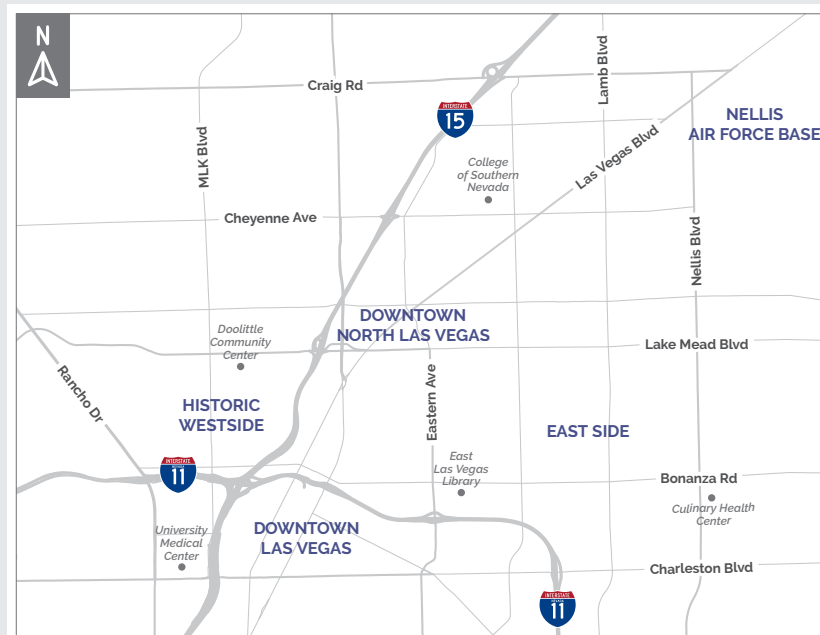 N
Craig Rd
Lamb Blvd
INTERSTATE
15
NELLIS
AIR FORCE BASE
MLK Blvd
Las Vegas Blvd
College
of Southern
Nevada
Cheyenne Ave
Nellis Blvd
DOWNTOWN
NORTH LAS VEGAS
Doolittle
Community
Center
Lake Mead Blvd
Rancho Dr
Eastern Ave
HISTORIC
WESTSIDE
EAST SIDE
INTERSTATE
NEVADA
11
East
Las Vegas
Library
Bonanza Rd
Culinary Health
Center
University
Medical
Center
DOWNTOWN
LAS VEGAS
Charleston Blvd
INTERSTATE
NEVADA
11